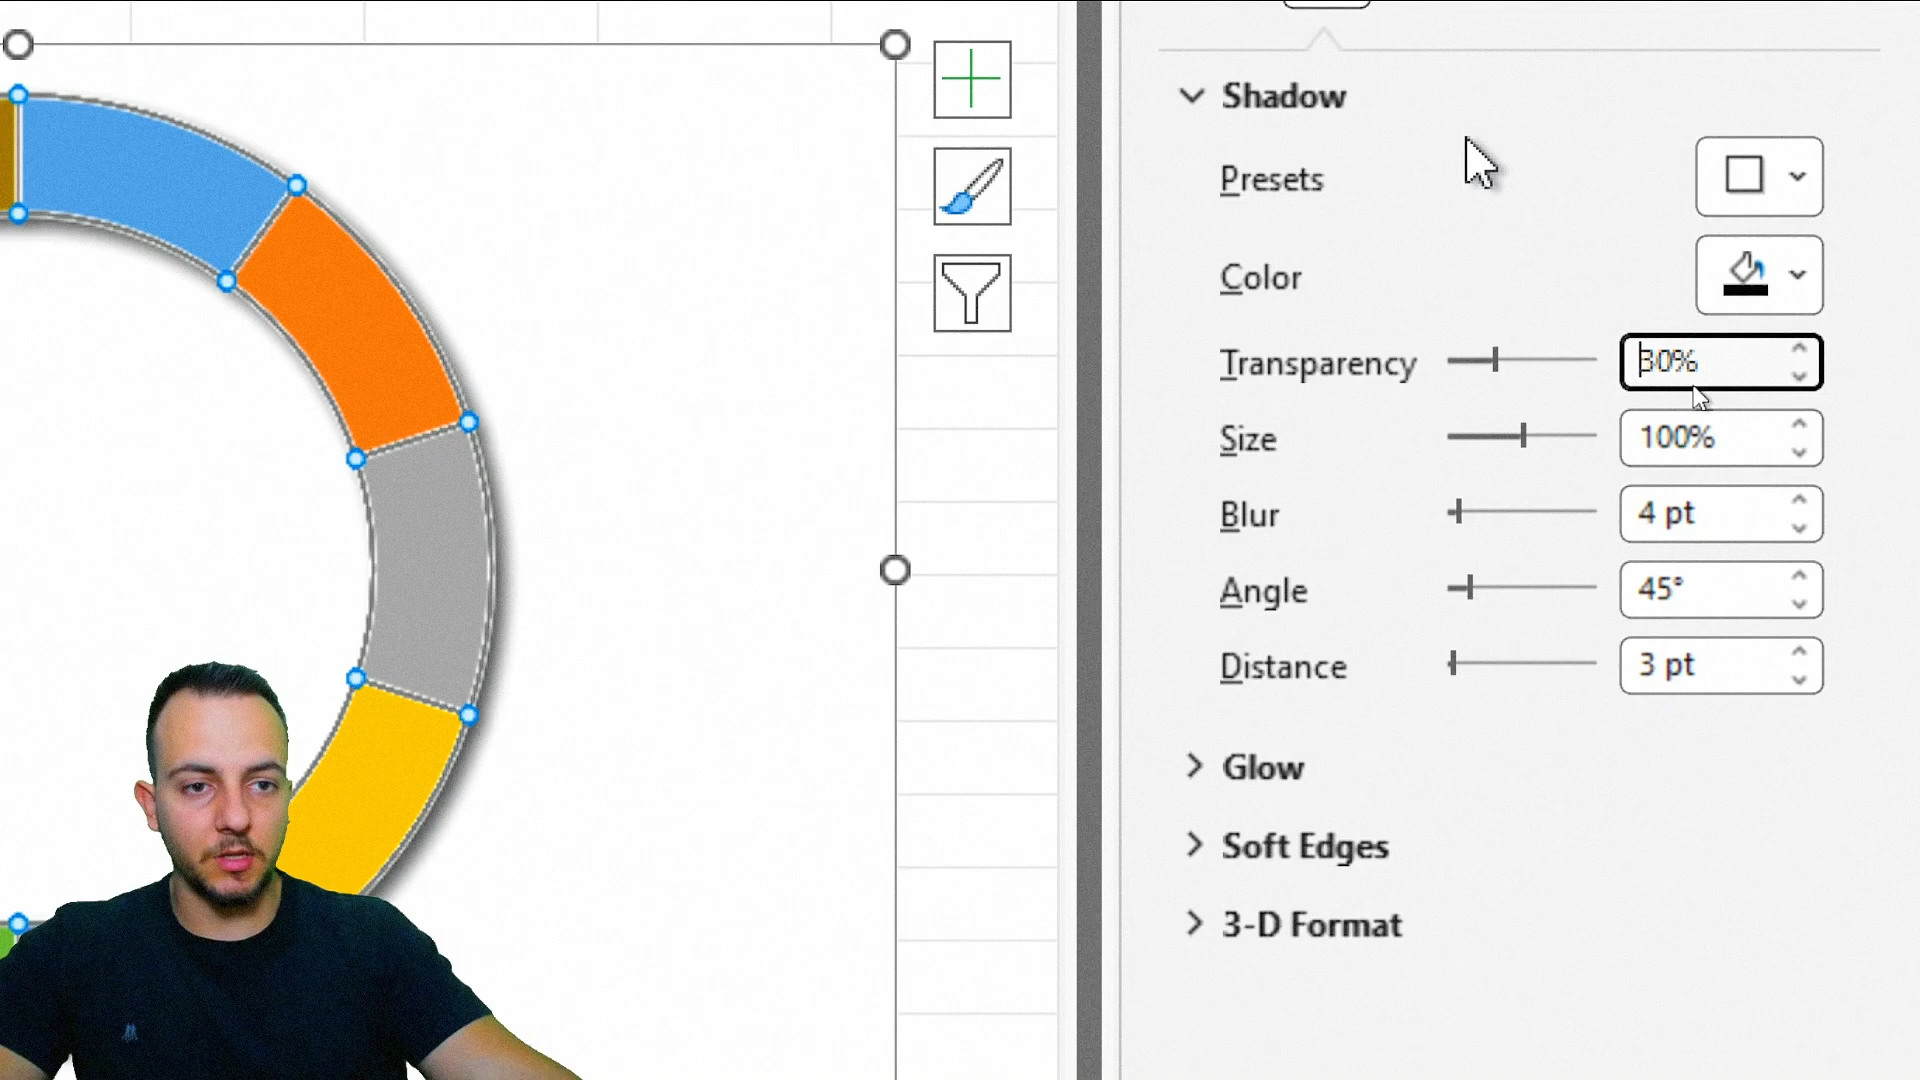 Shadow
Presets
Color
Transparency 30%
Size 100%
Blur 4 pt
Angle 45°
Distance 3 pt
Glow
Soft Edges
3-D Format